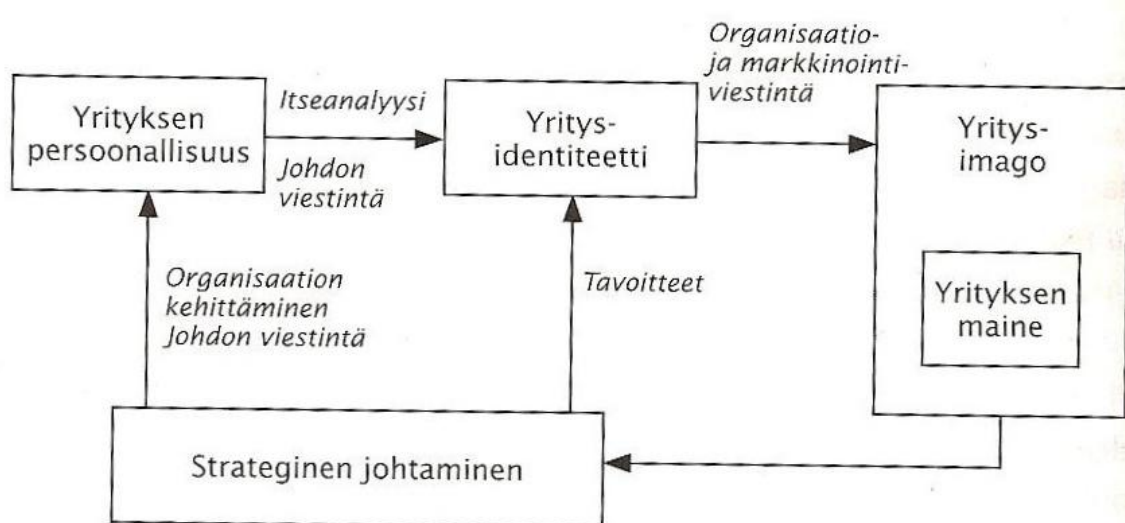 Yrityksen
persoonallisuus
Itseanalyysi
Johdon
viestintä
Yritys-
identiteetti
Organisaatio-
ja markkinointi-
viestintä
Yritys-
imago
Yrityksen
maine
Organisaation
kehittäminen
Johdon viestintä
Tavoitteet
Strateginen johtaminen